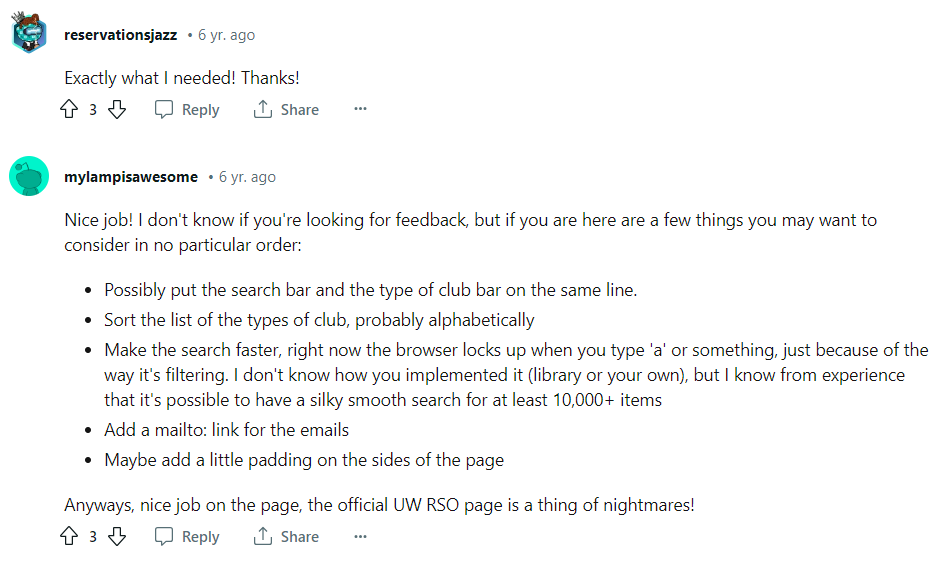 reservationsjazz • 6 yr. ago
Exactly what I needed! Thanks!
3 Reply Share ...
mylampisawesome • 6 yr. ago
Nice job! I don't know if you're looking for feedback, but if you are here are a few things you may want to
consider in no particular order:
• Possibly put the search bar and the type of club bar on the same line.
• Sort the list of the types of club, probably alphabetically
• Make the search faster, right now the browser locks up when you type 'a' or something, just because of the
way it's filtering. I don't know how you implemented it (library or your own), but I know from experience
that it's possible to have a silky smooth search for at least 10,000+ items
• Add a mailto: link for the emails
• Maybe add a little padding on the sides of the page
Anyways, nice job on the page, the official UW RSO page is a thing of nightmares!
3 Reply Share ...